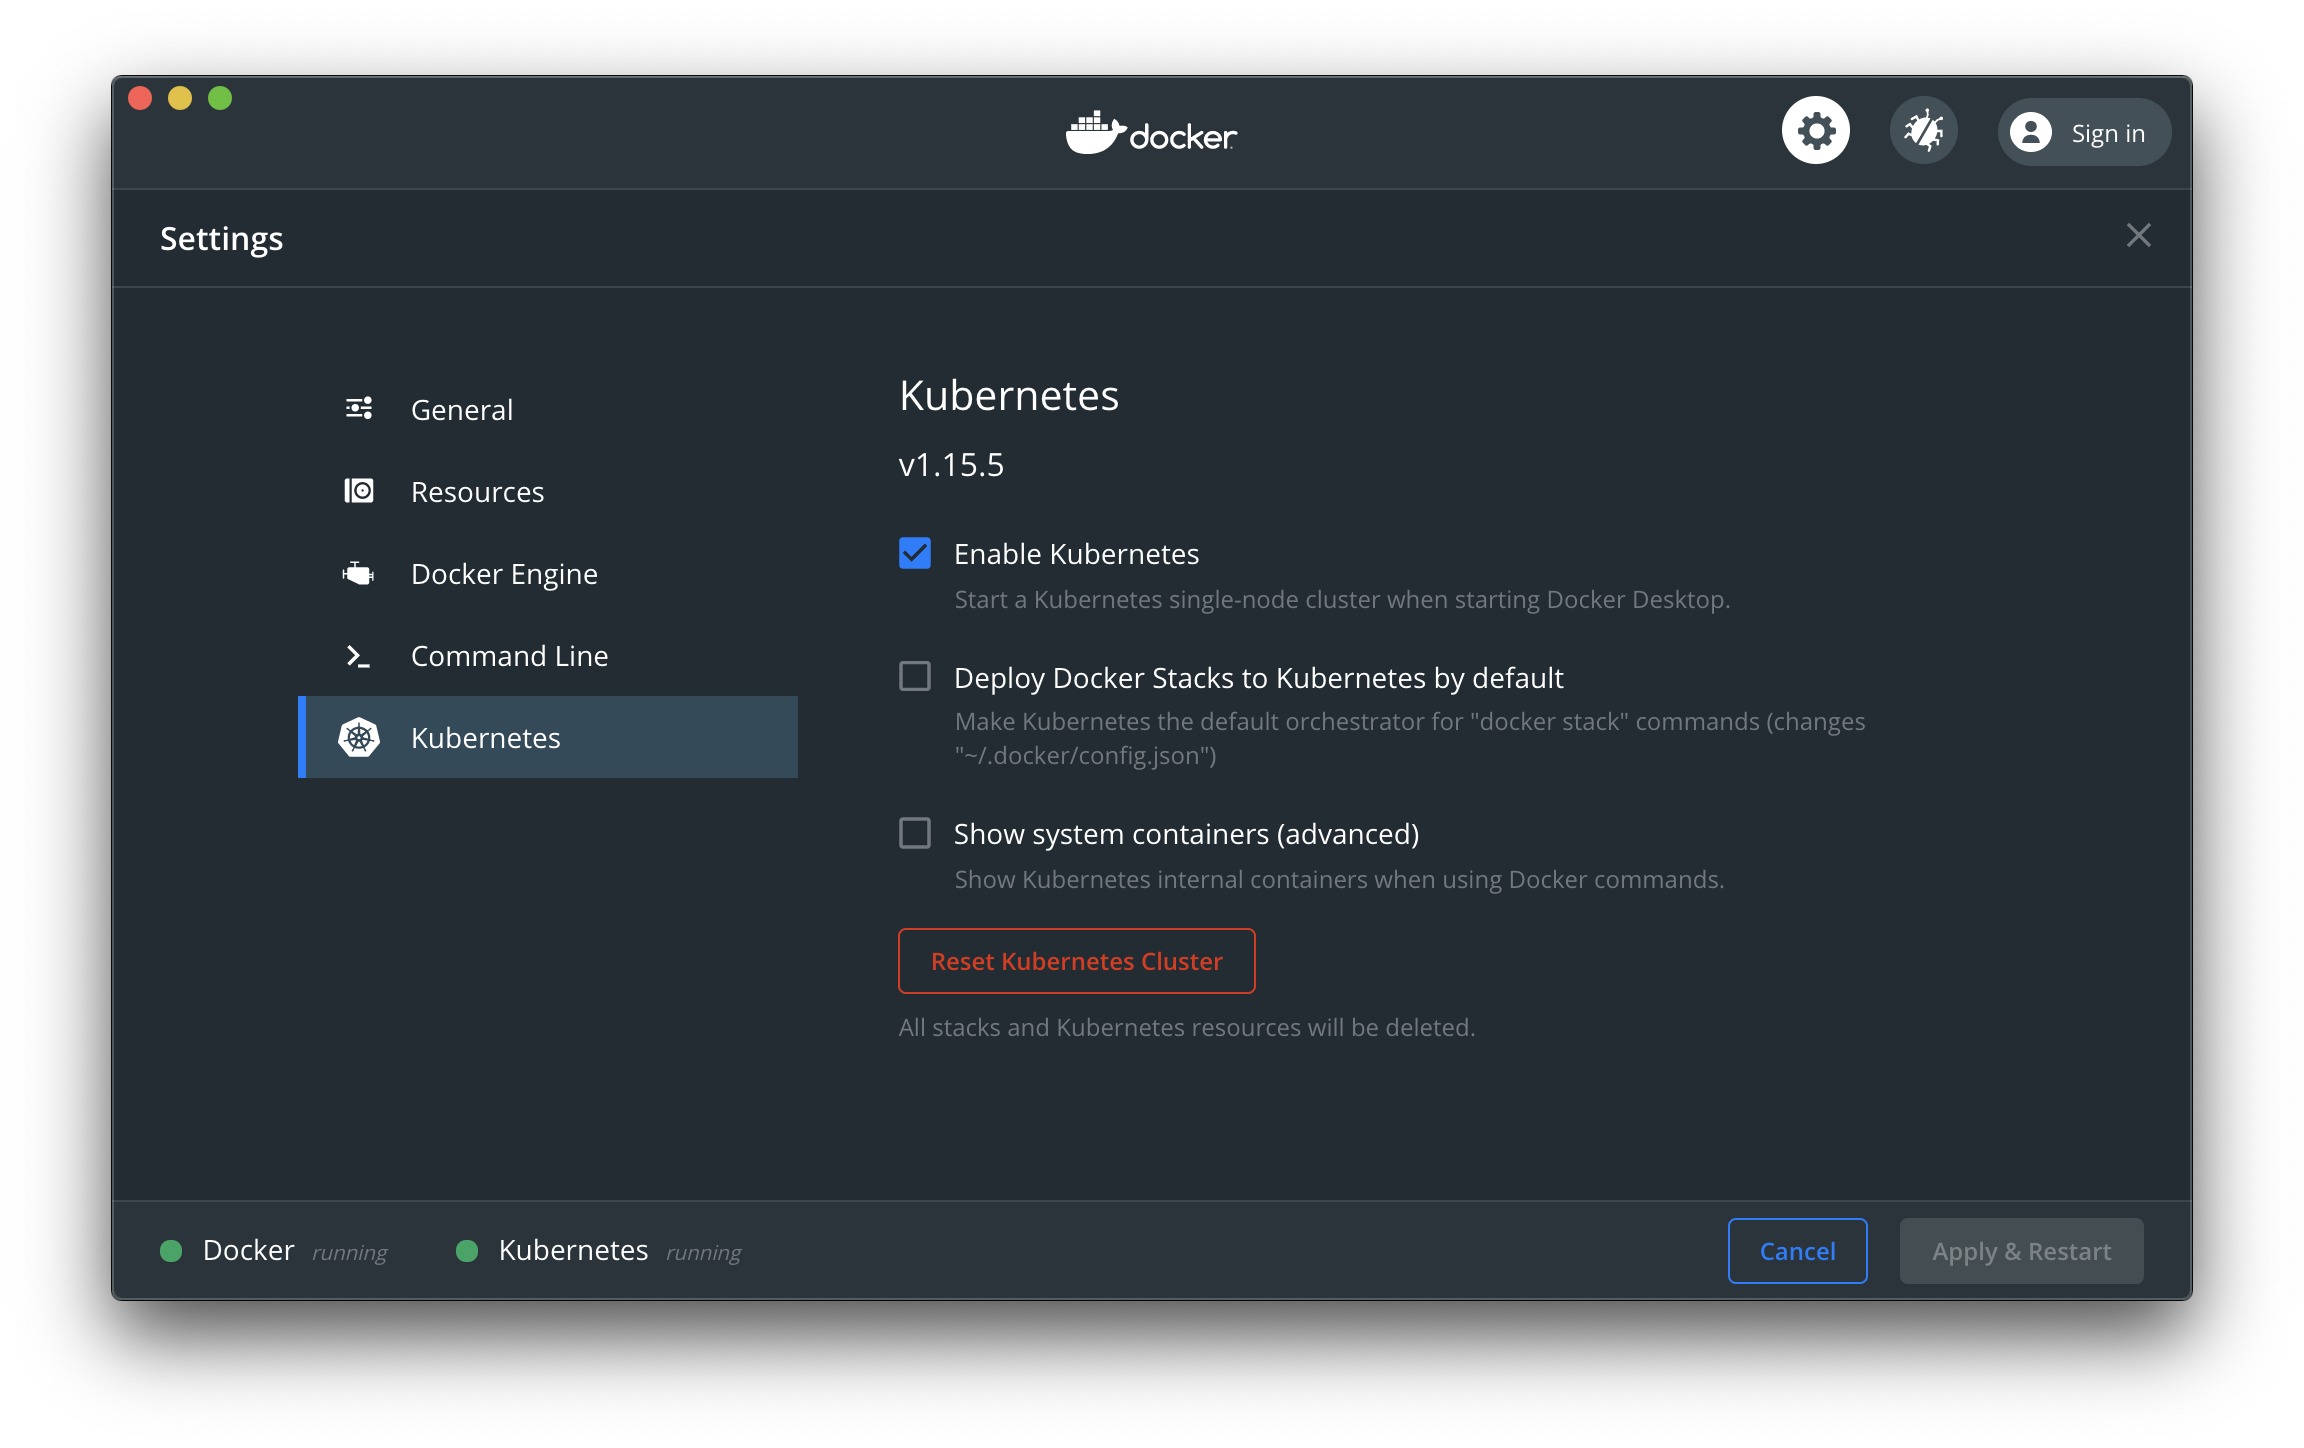 docker
Sign in
Settings
General
Resources
Docker Engine
Command Line
Kubernetes
Kubernetes
v1.15.5
Enable Kubernetes
Start a Kubernetes single-node cluster when starting Docker Desktop.
Deploy Docker Stacks to Kubernetes by default
Make Kubernetes the default orchestrator for "docker stack" commands (changes
"~/.docker/config.json")
Show system containers (advanced)
Show Kubernetes internal containers when using Docker commands.
Reset Kubernetes Cluster
All stacks and Kubernetes resources will be deleted.
Docker running Kubernetes running
Cancel
Apply & Restart